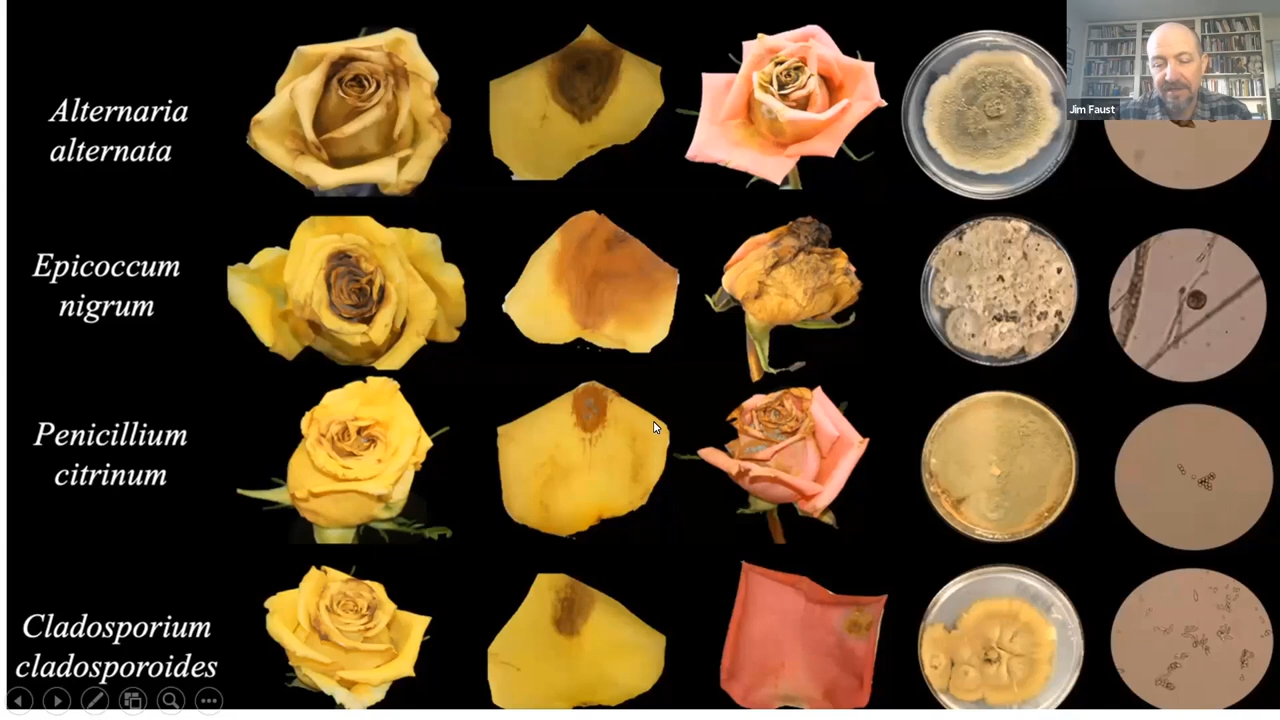 Jim Faust
Alternaria
alternata
Epicoccum
nigrum
Penicillium
citrinum
Cladosporium
cladosporoides